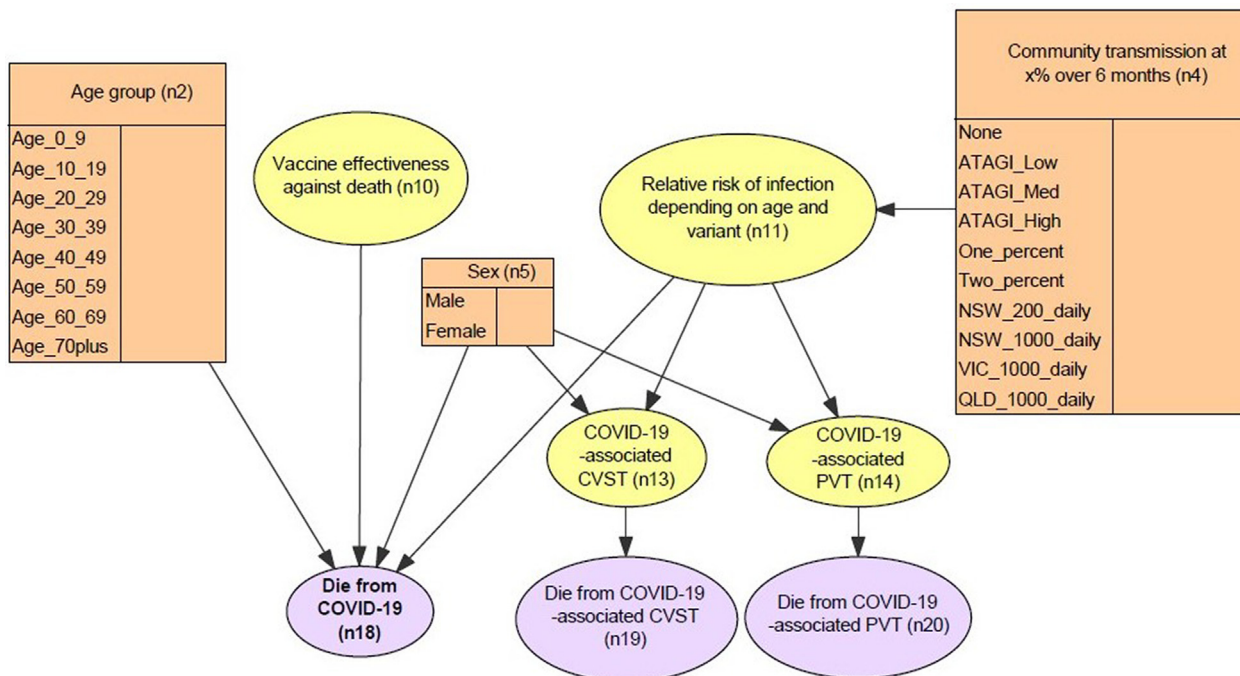 Age group (n2)
Age_0_9
Age_10_19
Age_20_29
Age_30_39
Age_40_49
Age_50_59
Age_60_69
Age_70plus
Vaccine effectiveness
against death (n10)
Relative risk of infection
depending on age and
variant (n11)
Community transmission at
x% over 6 months (n4)
None
ATAGI_Low
ATAGI_Med
ATAGI_High
One_percent
Two_percent
NSW_200_daily
NSW_1000_daily
VIC_1000_daily
QLD_1000_daily
Sex (n5)
Male
Female
COVID-19
-associated
CVST (n13)
COVID-19
-associated
PVT (n14)
Die from
COVID-19
(n18)
Die from COVID-19
-associated CVST
(n19)
Die from COVID-19
-associated PVT (n20)